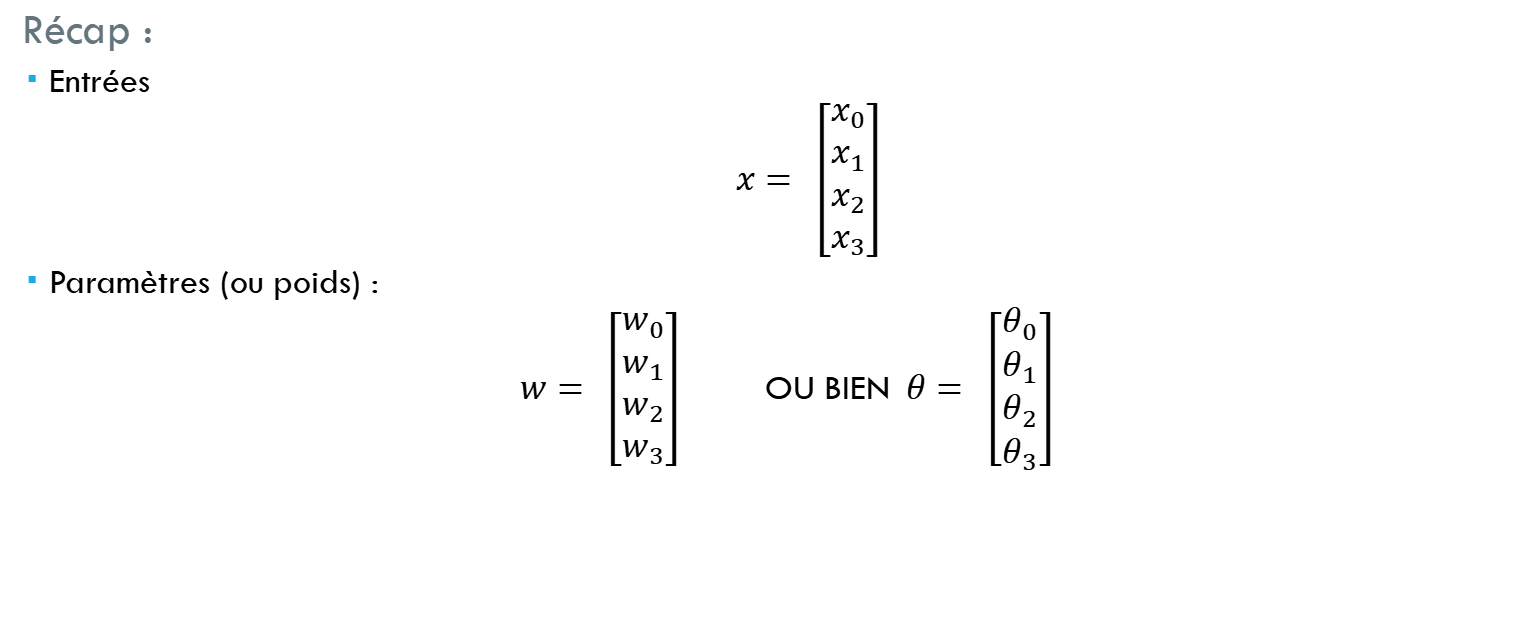 Récap :
▪ Entrées
x = [x₀ x₁ x₂ x₃]
▪ Paramètres (ou poids) :
w = [w₀ w₁ w₂ w₃] OU BIEN θ = [θ₀ θ₁ θ₂ θ₃]